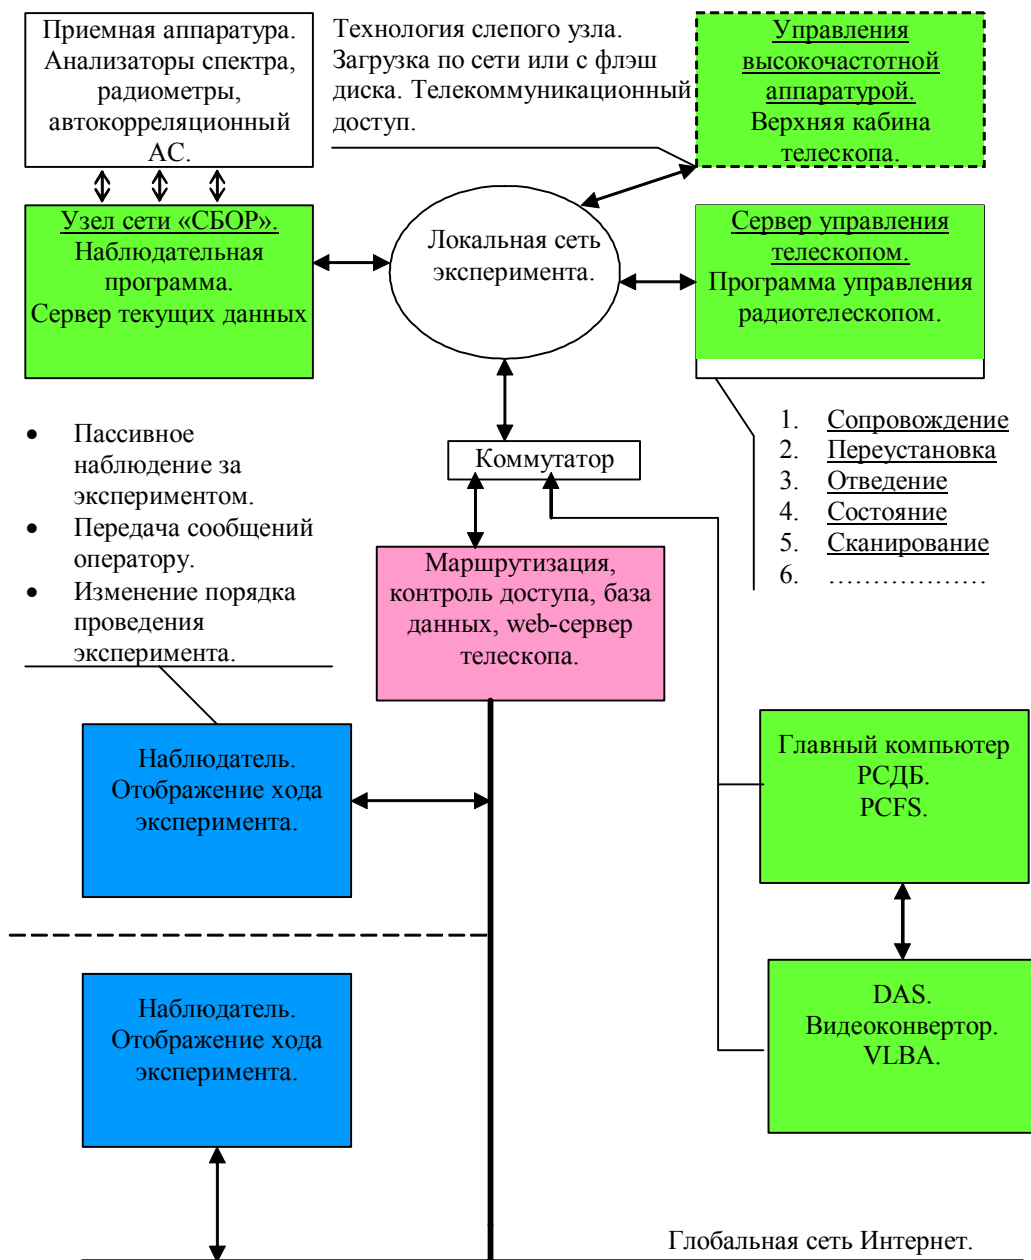 Приемная аппаратура.
Анализаторы спектра,
радиометры,
автокорреляционный
АС.
Технология слепого узла.
Загрузка по сети или с флэш
диска. Телекоммуникационный
доступ.
Управления
высокочастотной
аппаратурой.
Верхняя кабина
телескопа.
Узел сети «СБОР».
Наблюдательная
программа.
Сервер текущих данных
Локальная сеть
эксперимента.
Сервер управления
телескопом.
Программа управления
радиотелескопом.
• Пассивное
наблюдение за
экспериментом.
• Передача сообщений
оператору.
• Изменение порядка
проведения
эксперимента.
Коммутатор
1. Сопровождение
2. Переустановка
3. Отведение
4. Состояние
5. Сканирование
6. ………………
Маршрутизация,
контроль доступа, база
данных, web-сервер
телескопа.
Наблюдатель.
Отображение хода
эксперимента.
Главный компьютер
РСДБ.
PCFS.
Наблюдатель.
Отображение хода
эксперимента.
DAS.
Видеоконвертор.
VLBA.
Глобальная сеть Интернет.